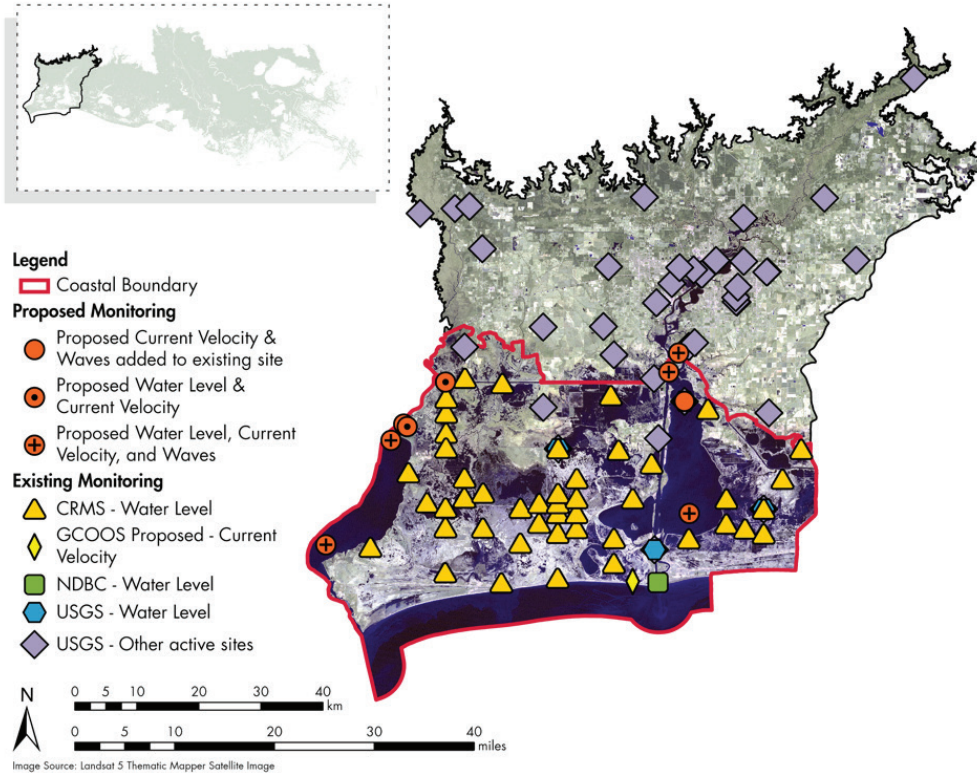 Legend
Coastal Boundary
Proposed Monitoring
Proposed Current Velocity &
Waves added to existing site
Proposed Water Level &
Current Velocity
Proposed Water Level, Current
Velocity, and Waves
Existing Monitoring
CRMS - Water Level
GCOOS Proposed - Current
Velocity
NDBC - Water Level
USGS - Water Level
USGS - Other active sites
N
0 5 10 20 30 40
km
0 5 10 20 30 40
miles
Image Source: Landsat 5 Thematic Mapper Satellite Image